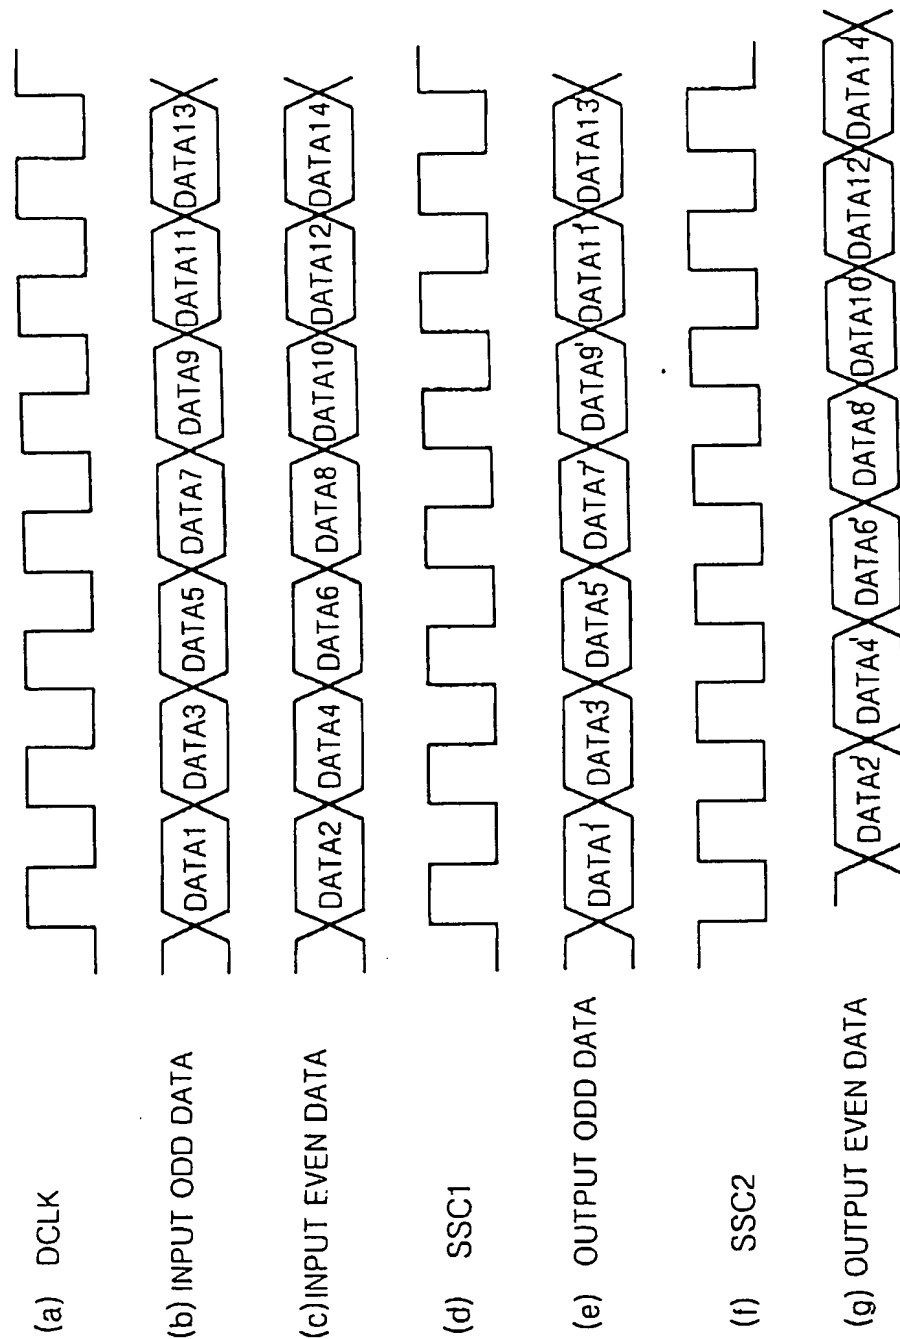 (a) DCLK
(b) INPUT ODD DATA
DATA1 DATA3 DATA5 DATA7 DATA9 DATA11 DATA13
(c) INPUT EVEN DATA
DATA2 DATA4 DATA6 DATA8 DATA10 DATA12 DATA14
(d) SSC1
(e) OUTPUT ODD DATA
DATA1' DATA3' DATA5' DATA7' DATA9' DATA11' DATA13'
(f) SSC2
(g) OUTPUT EVEN DATA
DATA2' DATA4' DATA6' DATA8' DATA10' DATA12' DATA14'